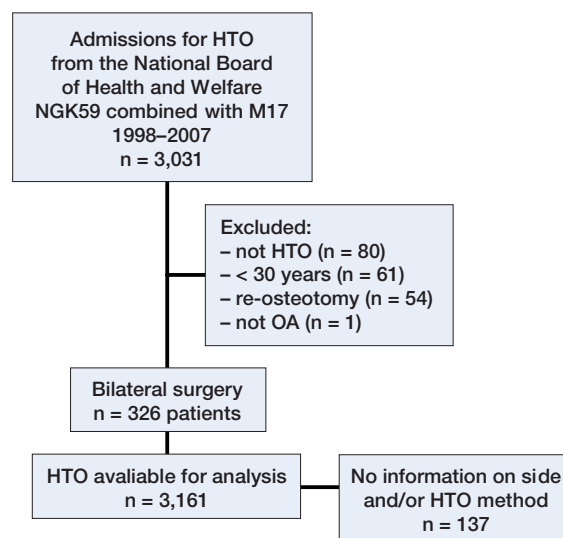 Admissions for HTO
from the National Board
of Health and Welfare
NGK59 combined with M17
1998–2007
n = 3,031
Excluded:
– not HTO (n = 80)
– < 30 years (n = 61)
– re-osteotomy (n = 54)
– not OA (n = 1)
Bilateral surgery
n = 326 patients
HTO avaliable for analysis
n = 3,161
No information on side
and/or HTO method
n = 137